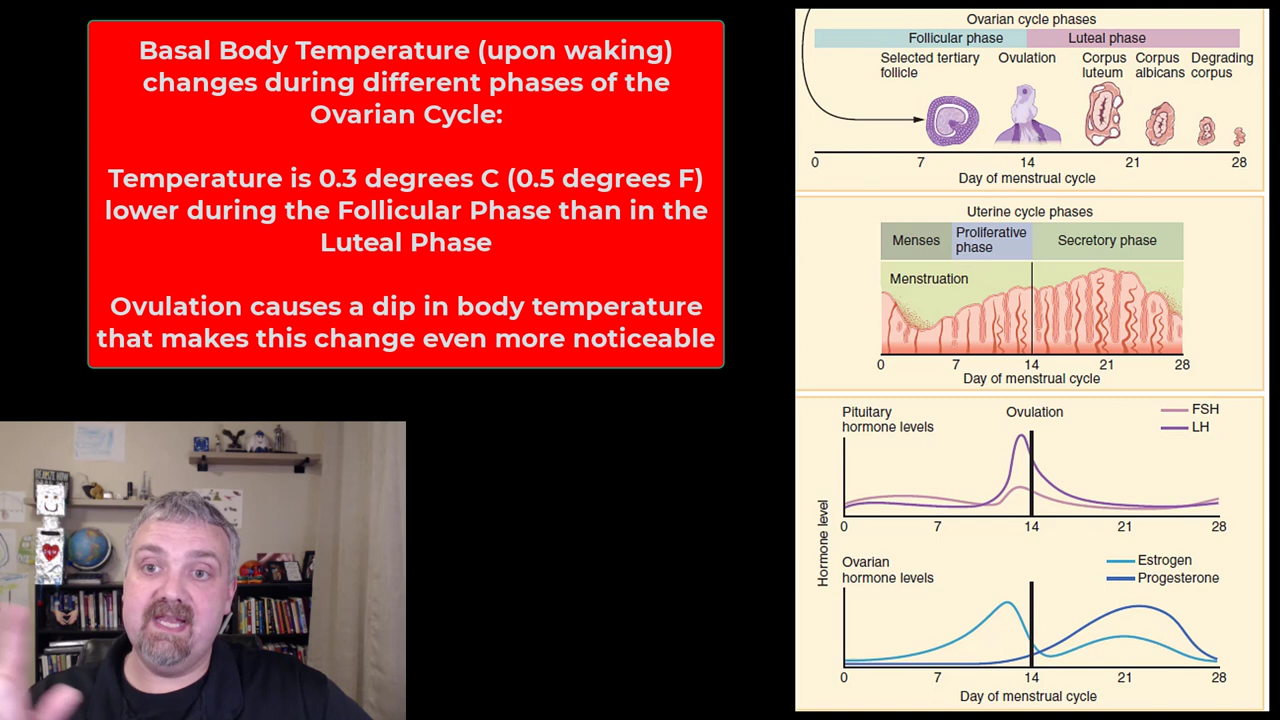 Basal Body Temperature (upon waking)
changes during different phases of the
Ovarian Cycle:
Temperature is 0.3 degrees C (0.5 degrees F)
lower during the Follicular Phase than in the
Luteal Phase
Ovulation causes a dip in body temperature
that makes this change even more noticeable
Ovarian cycle phases
Follicular phase Luteal phase
Selected tertiary
follicle
Ovulation
Corpus
luteum
Corpus
albicans
Degrading
corpus
0 7 14 21 28
Day of menstrual cycle
Uterine cycle phases
Menses
Proliferative
phase
Secretory phase
Menstruation
0 7 14 21 28
Day of menstrual cycle
Pituitary
hormone levels
Ovulation
FSH
LH
0 7 14 21 28
Hormone level
Ovarian
hormone levels
Estrogen
Progesterone
0 7 14 21 28
Day of menstrual cycle